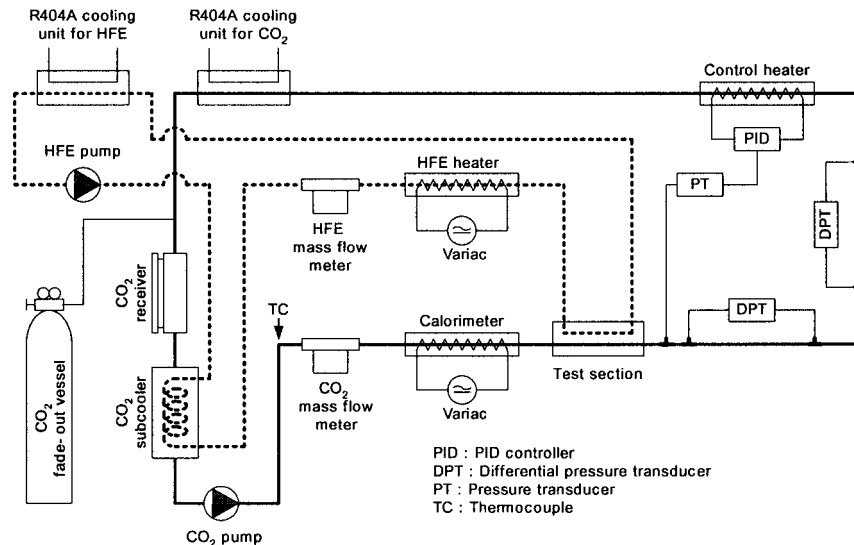 R404A cooling
unit for HFE
R404A cooling
unit for CO2
Control heater
PID
HFE pump
HFE heater
PT
DPT
HFE
mass flow
meter
Variac
CO2
receiver
TC
Calorimeter
DPT
Test section
CO2
subcooler
CO2
mass flow
meter
Variac
CO2
fade-out vessel
CO2 pump
PID : PID controller
DPT : Differential pressure transducer
PT : Pressure transducer
TC : Thermocouple